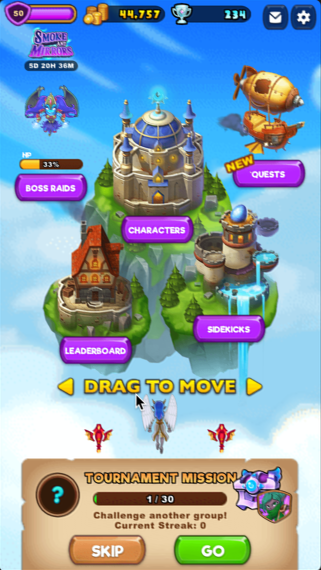 50
44,757
234
SMOKE
AND
MIRRORS
5D 20H 36M
HP
33%
BOSS RAIDS
NEW
QUESTS
CHARACTERS
SIDEKICKS
LEADERBOARD
DRAG TO MOVE
TOURNAMENT MISSION
?
1 / 30
Challenge another group!
Current Streak: 0
SKIP
GO